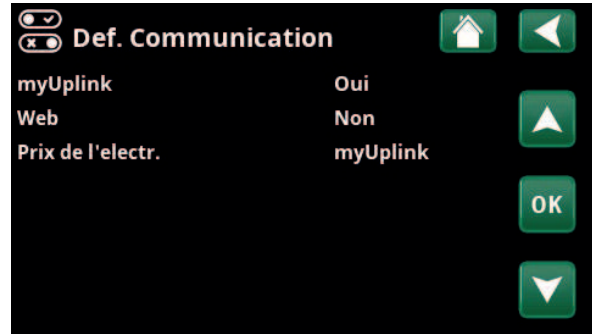 Def. Communication
myUplink Oui
Web Non
Prix de l'electr. myUplink
OK